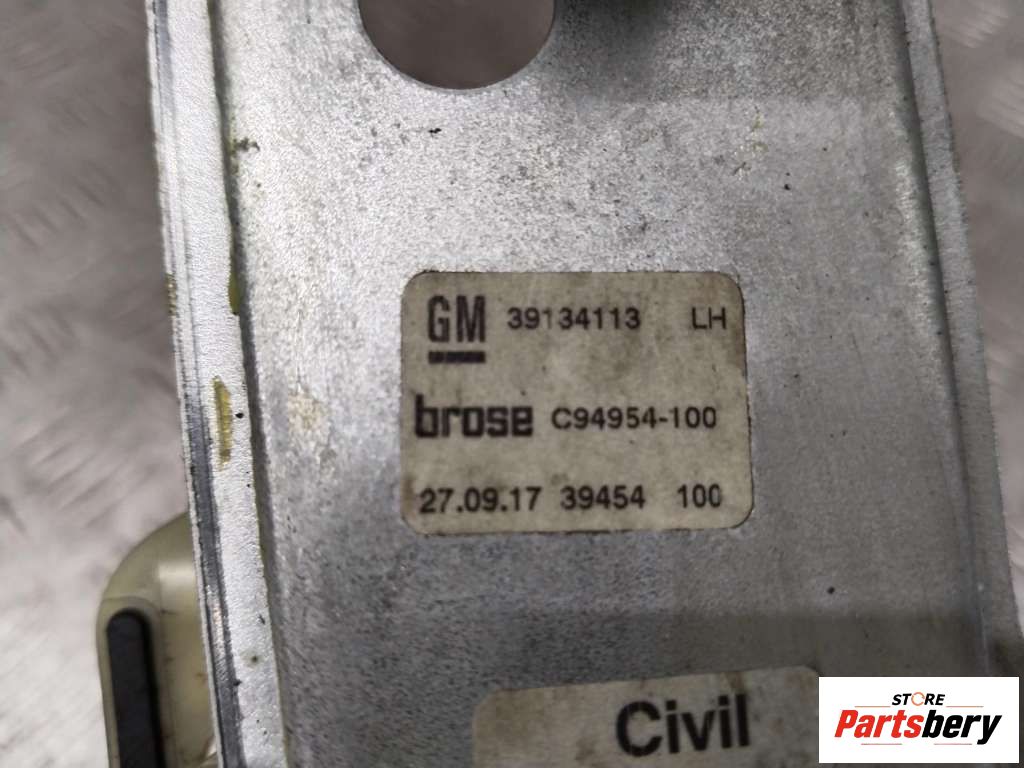 GM 39134113 LH
brose C94954-100
27.09.17 39454 100
Civil
STORE
Partsbery